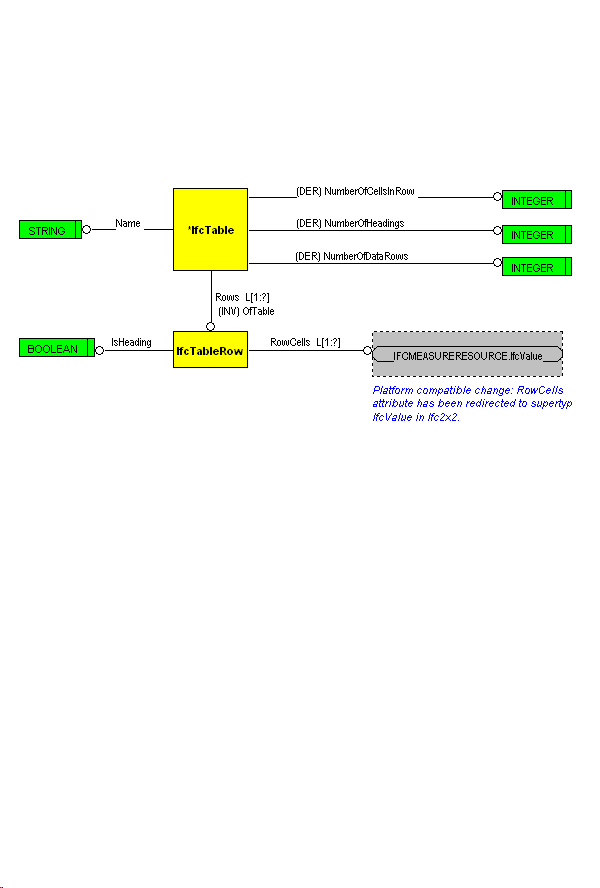 (DER) NumberOfCellsInRow
INTEGER
STRING
Name
*IfcTable
(DER) NumberOfHeadings
INTEGER
(DER) NumberOfDataRows
INTEGER
Rows L[1:?]
(INV) OfTable
BOOLEAN
IsHeading
IfcTableRow
RowCells L[1:?]
IFCMEASURERESOURCE.IfcValue
Platform compatible change: RowCells
attribute has been redirected to supertyp
IfcValue in Ifc2x2.